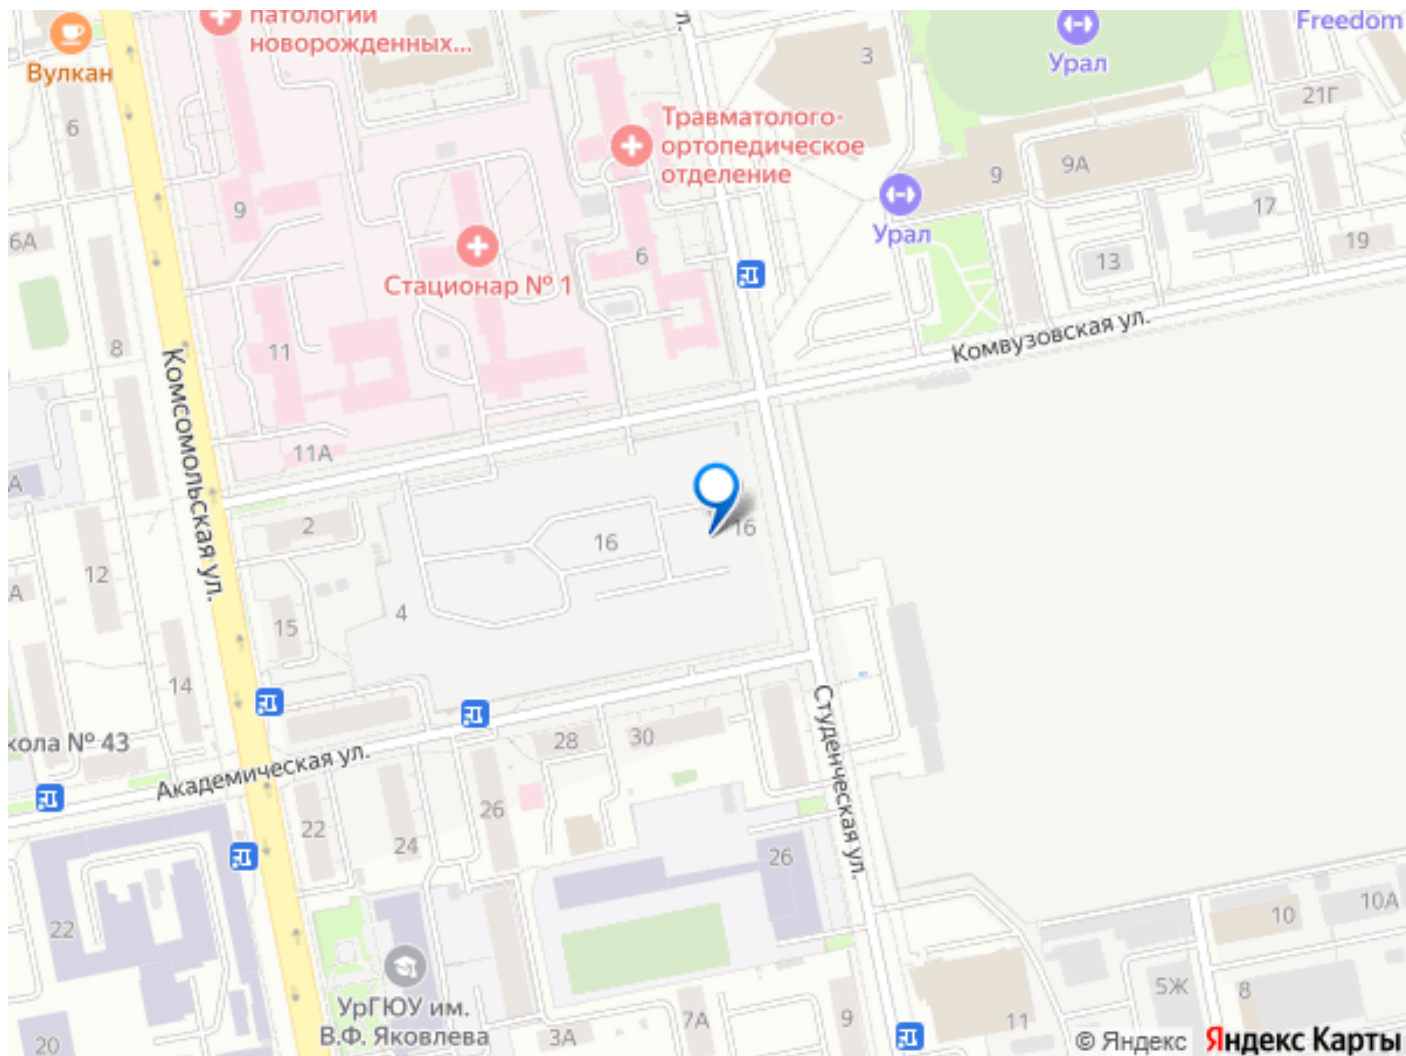 патологии
новорожденных...
Вулкан
6
ул.
3
Урал
Freedom
21Г
Травматолого-
ортопедическое
отделение
9
9А
9
Урал
17
19
13
6А
9
Стационар № 1
6
8
11
Комвузовская ул.
Комсомольская ул.
11А
А
2
16
16
12
А
4
15
14
кола № 43
Академическая ул.
28
30
Студенческая ул.
26
22
24
26
22
10
10А
УрГЮУ им.
В.Ф. Яковлева
5Ж
8
20
3А
7А
9
11
© Яндекс Яндекс Карты